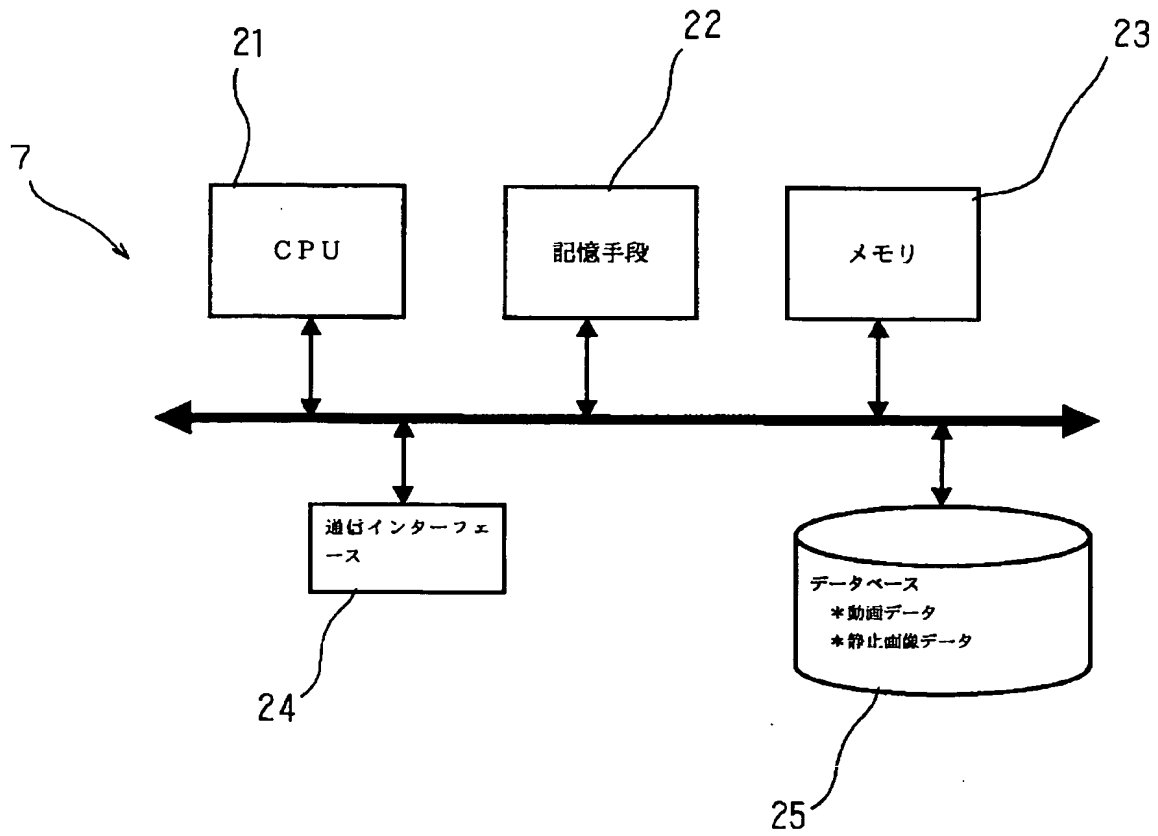 21
22
23
7
ＣＰＵ
記憶手段
メモリ
通信インターフェ
ース
データベース
＊動画データ
＊静止画像データ
24
25